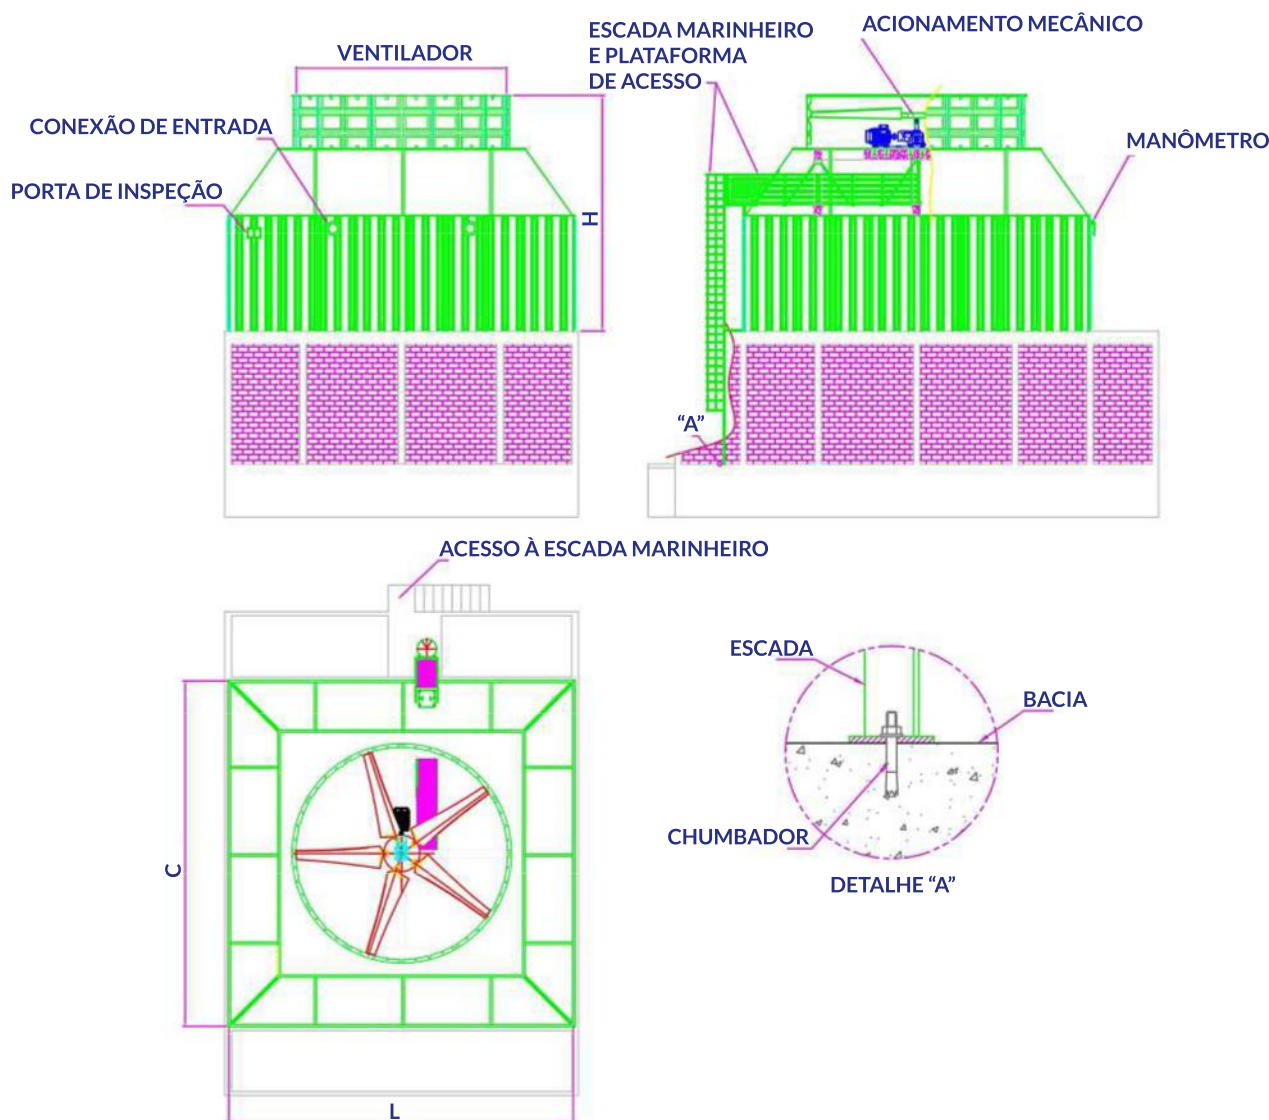 VENTILADOR
CONEXÃO DE ENTRADA
PORTA DE INSPEÇÃO
H
ESCADA MARINHEIRO
E PLATAFORMA
DE ACESSO
ACIONAMENTO MECÂNICO
MANÔMETRO
“A”
ACESSO À ESCADA MARINHEIRO
C
L
ESCADA
BACIA
CHUMBADOR
DETALHE “A”